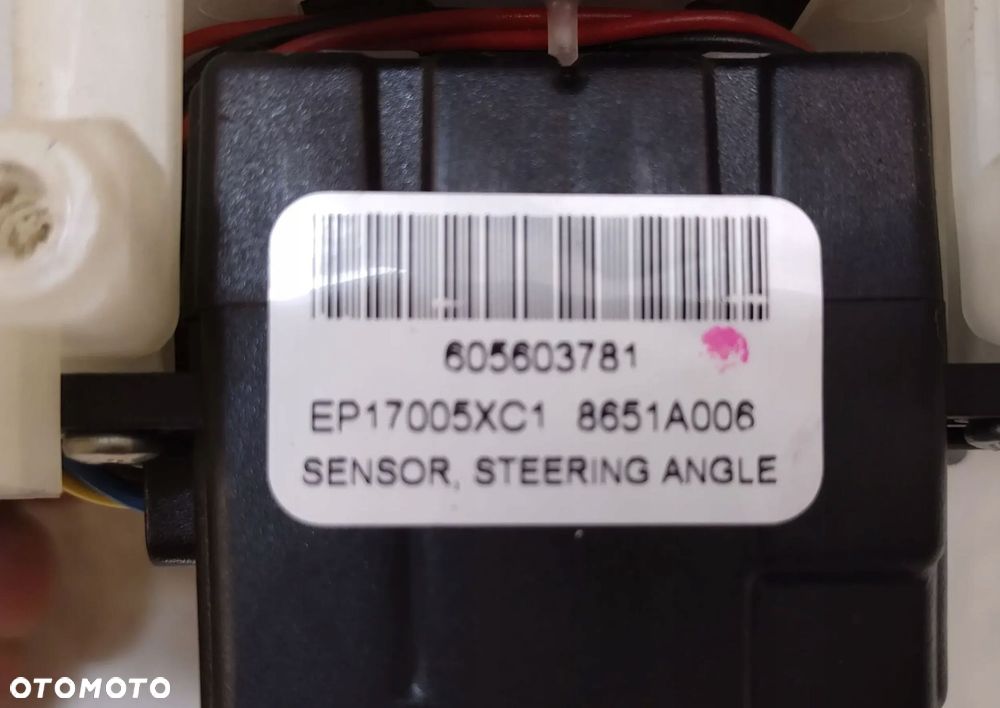 605603781
EP17005XC1 8651A006
SENSOR, STEERING ANGLE
OTOMOTO